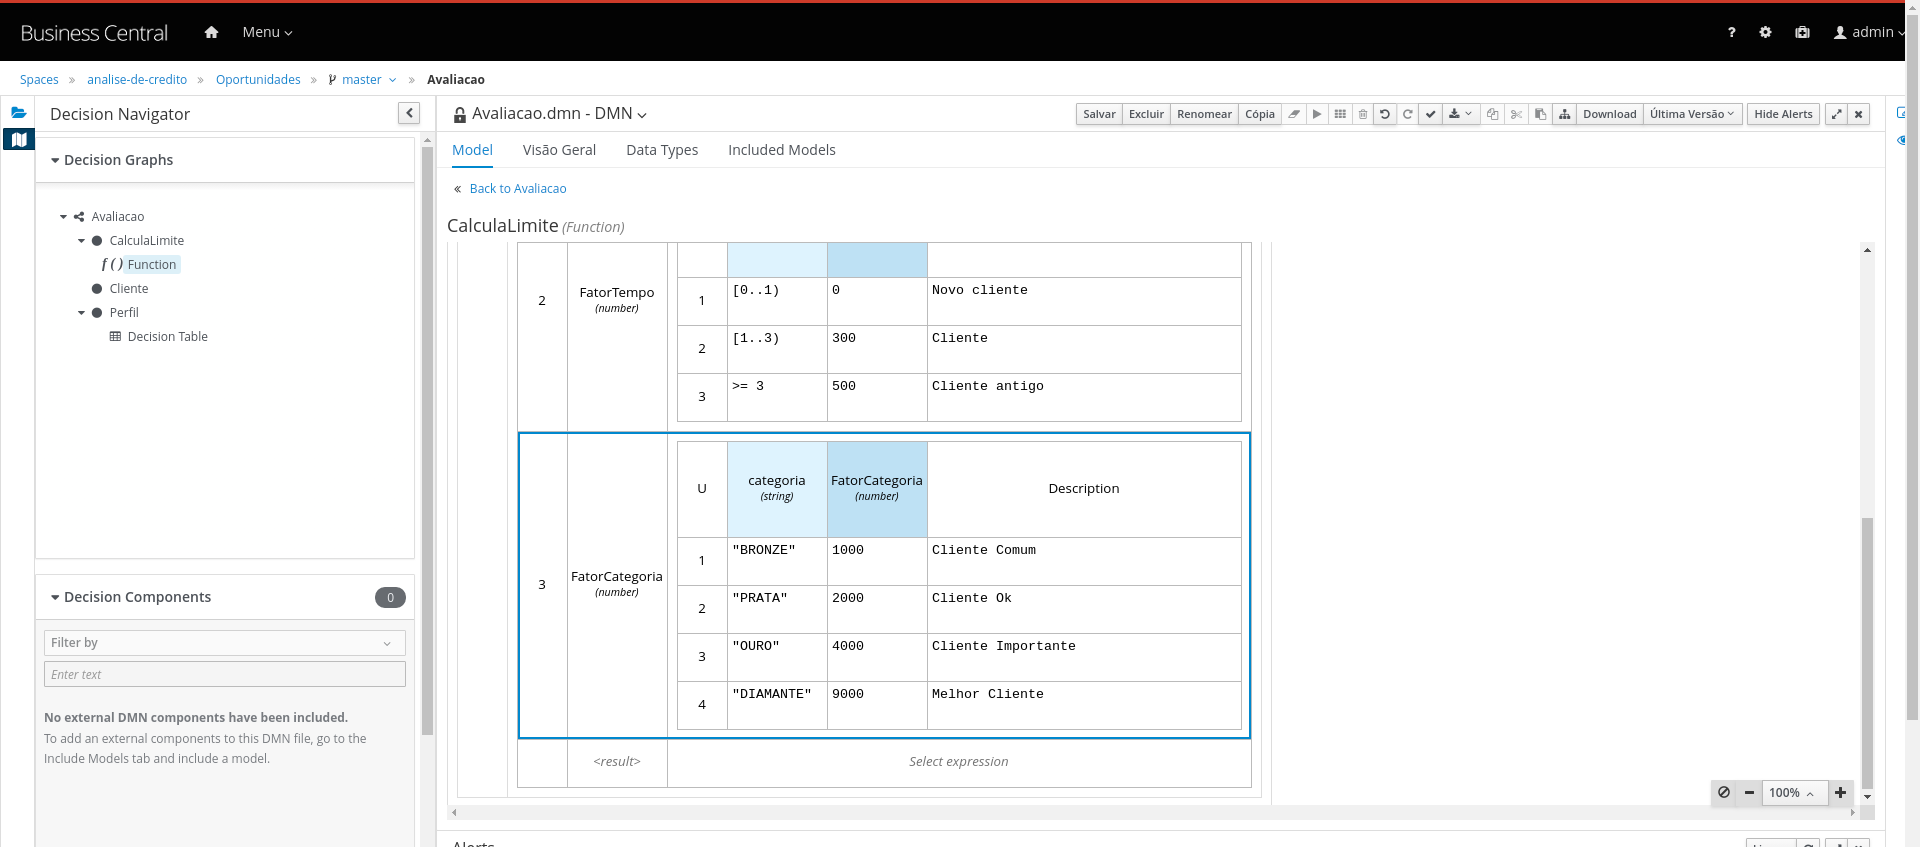 Business Central
Menu
?
admin
Spaces » analise-de-credito » Oportunidades » master » Avaliacao
Decision Navigator
Decision Graphs
Avaliacao
CalculaLimite
f ( ) Function
Cliente
Perfil
Decision Table
Decision Components 0
Filter by
Enter text
No external DMN components have been included.
To add an external components to this DMN file, go to the
Include Models tab and include a model.
Avaliacao.dmn - DMN
Salvar Excluir Renomear Cópia Download Última Versão Hide Alerts
Model Visão Geral Data Types Included Models
« Back to Avaliacao
CalculaLimite (Function)
2 FatorTempo
(number)
1 [0..1) 0 Novo cliente
2 [1..3) 300 Cliente
3 >= 3 500 Cliente antigo
3 FatorCategoria
(number)
U categoria
(string)
FatorCategoria
(number)
Description
1 "BRONZE" 1000 Cliente Comum
2 "PRATA" 2000 Cliente Ok
3 "OURO" 4000 Cliente Importante
4 "DIAMANTE" 9000 Melhor Cliente
<result> Select expression
100%
Alerts